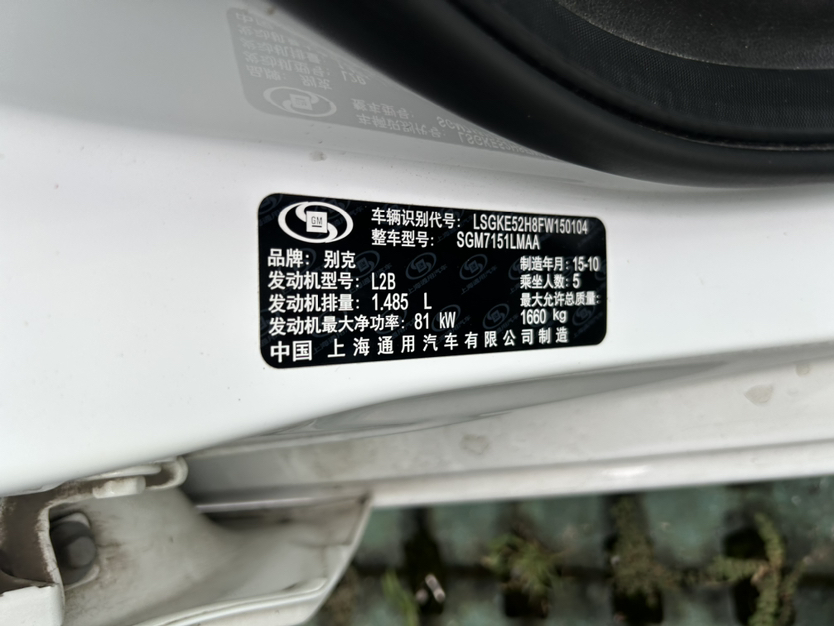 GM
车辆识别代号: LSGKE52H8FW150104
整车型号: SGM7151LMAA
品牌: 别克
制造年月: 15-10
发动机型号: L2B
乘坐人数: 5
发动机排量: 1.485 L
最大允许总质量:
1660 kg
发动机最大净功率: 81 kW
中国 上海通用汽车有限公司制造